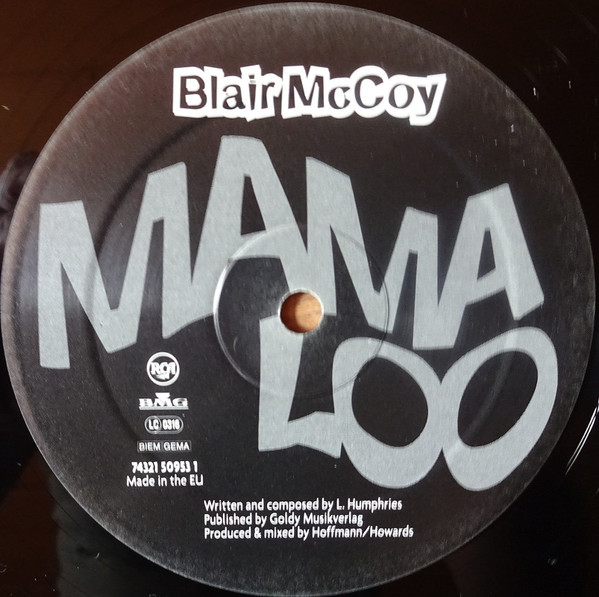 Blair McCoy
MAMA
LOO
RCA
BMG
LC 0316
BIEM GEMA
74321 50953 1
Made in the EU
Written and composed by L. Humphries
Published by Goldy Musikverlag
Produced & mixed by Hoffmann/Howards